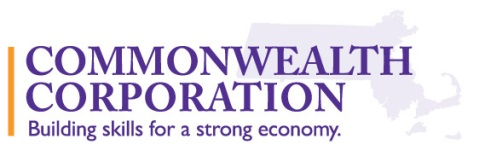 COMMONWEALTH
CORPORATION
Building skills for a strong economy.